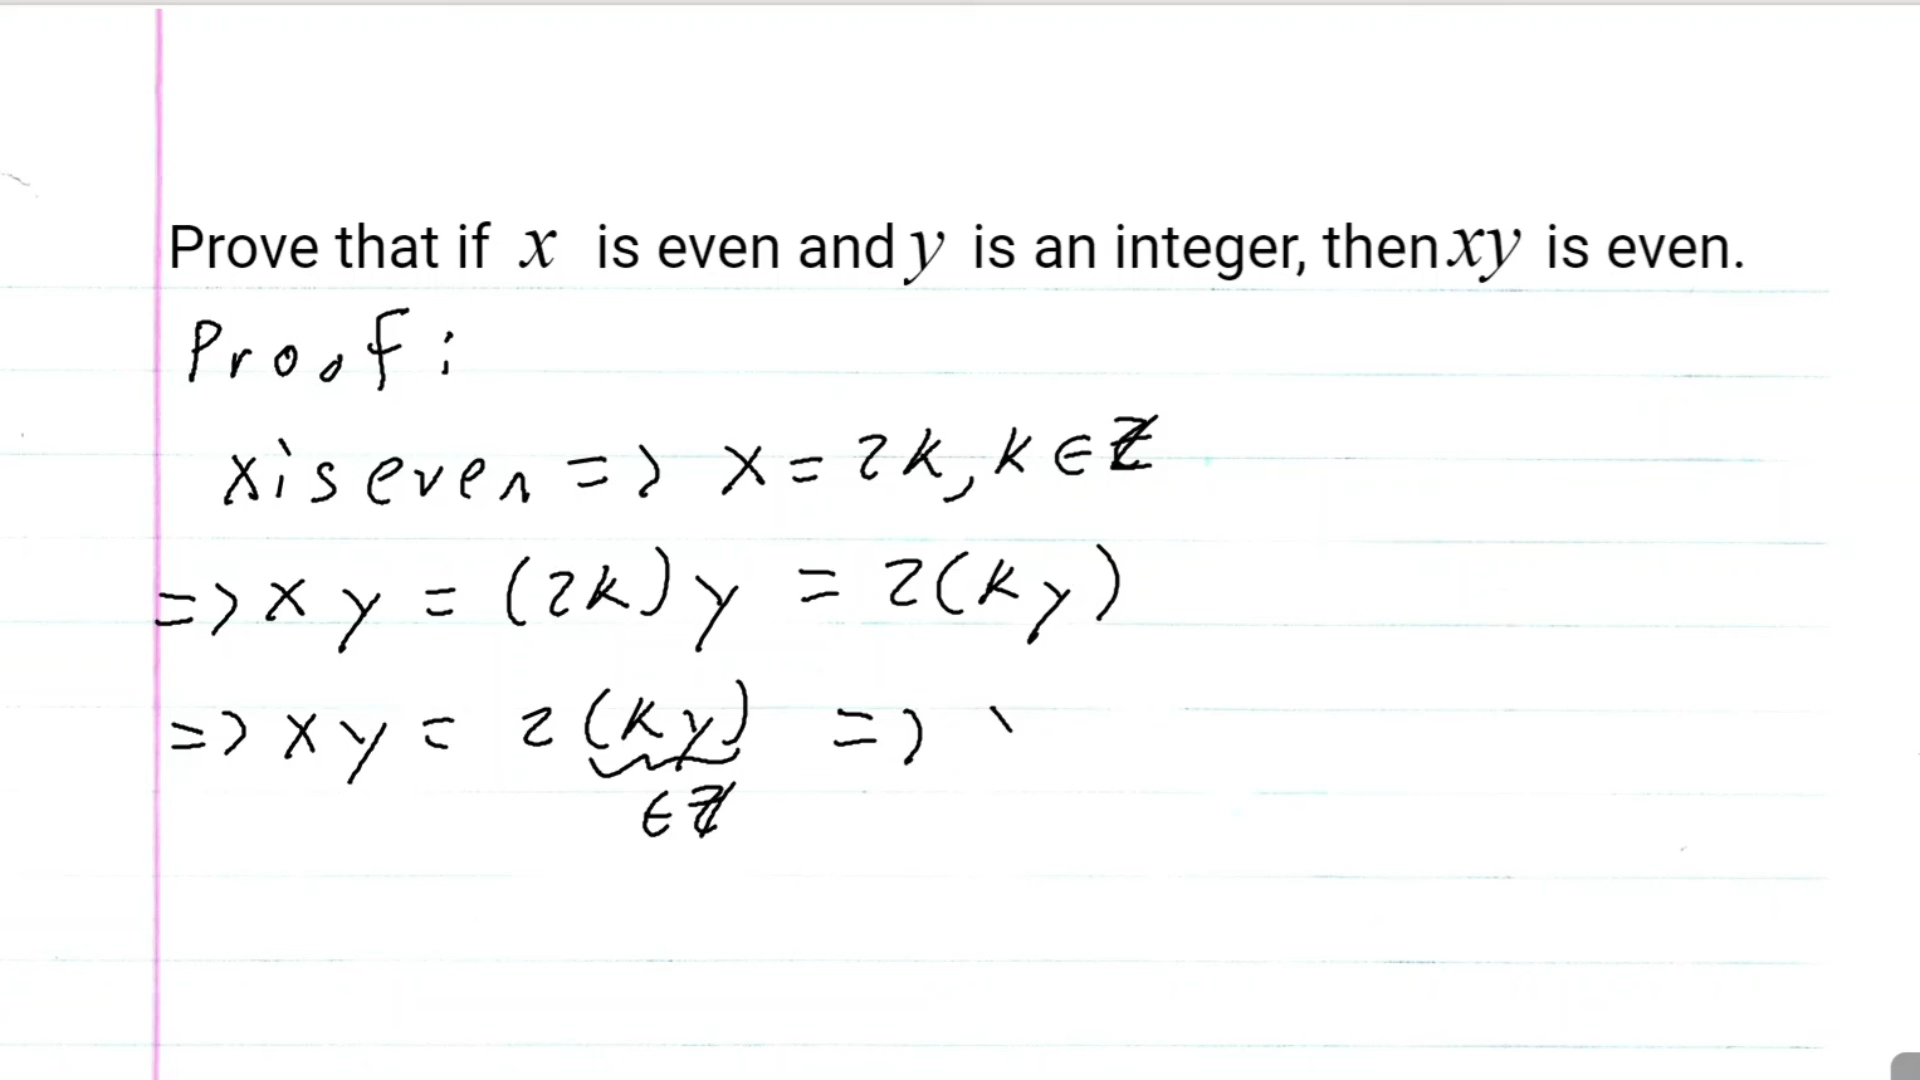 Prove that if x is even and y is an integer, then xy is even.
Proof:
x is even => x = 2k, k ∈ ℤ
=> xy = (2k)y = 2(ky)
=> xy = 2(ky) =>
∈ ℤ